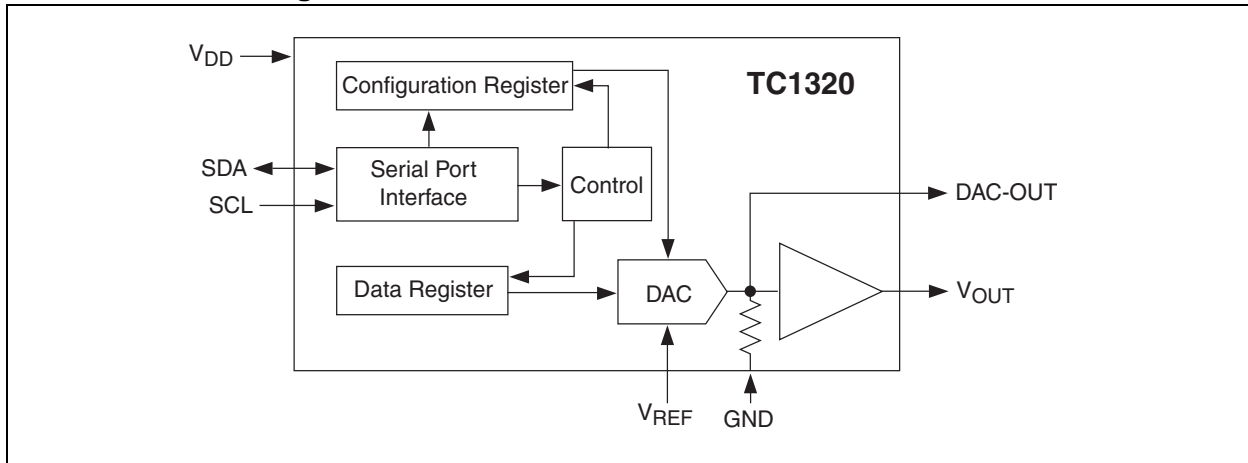 V_DD
TC1320
Configuration Register
SDA
Serial Port
Interface
Control
SCL
DAC-OUT
Data Register
DAC
V_OUT
V_REF
GND